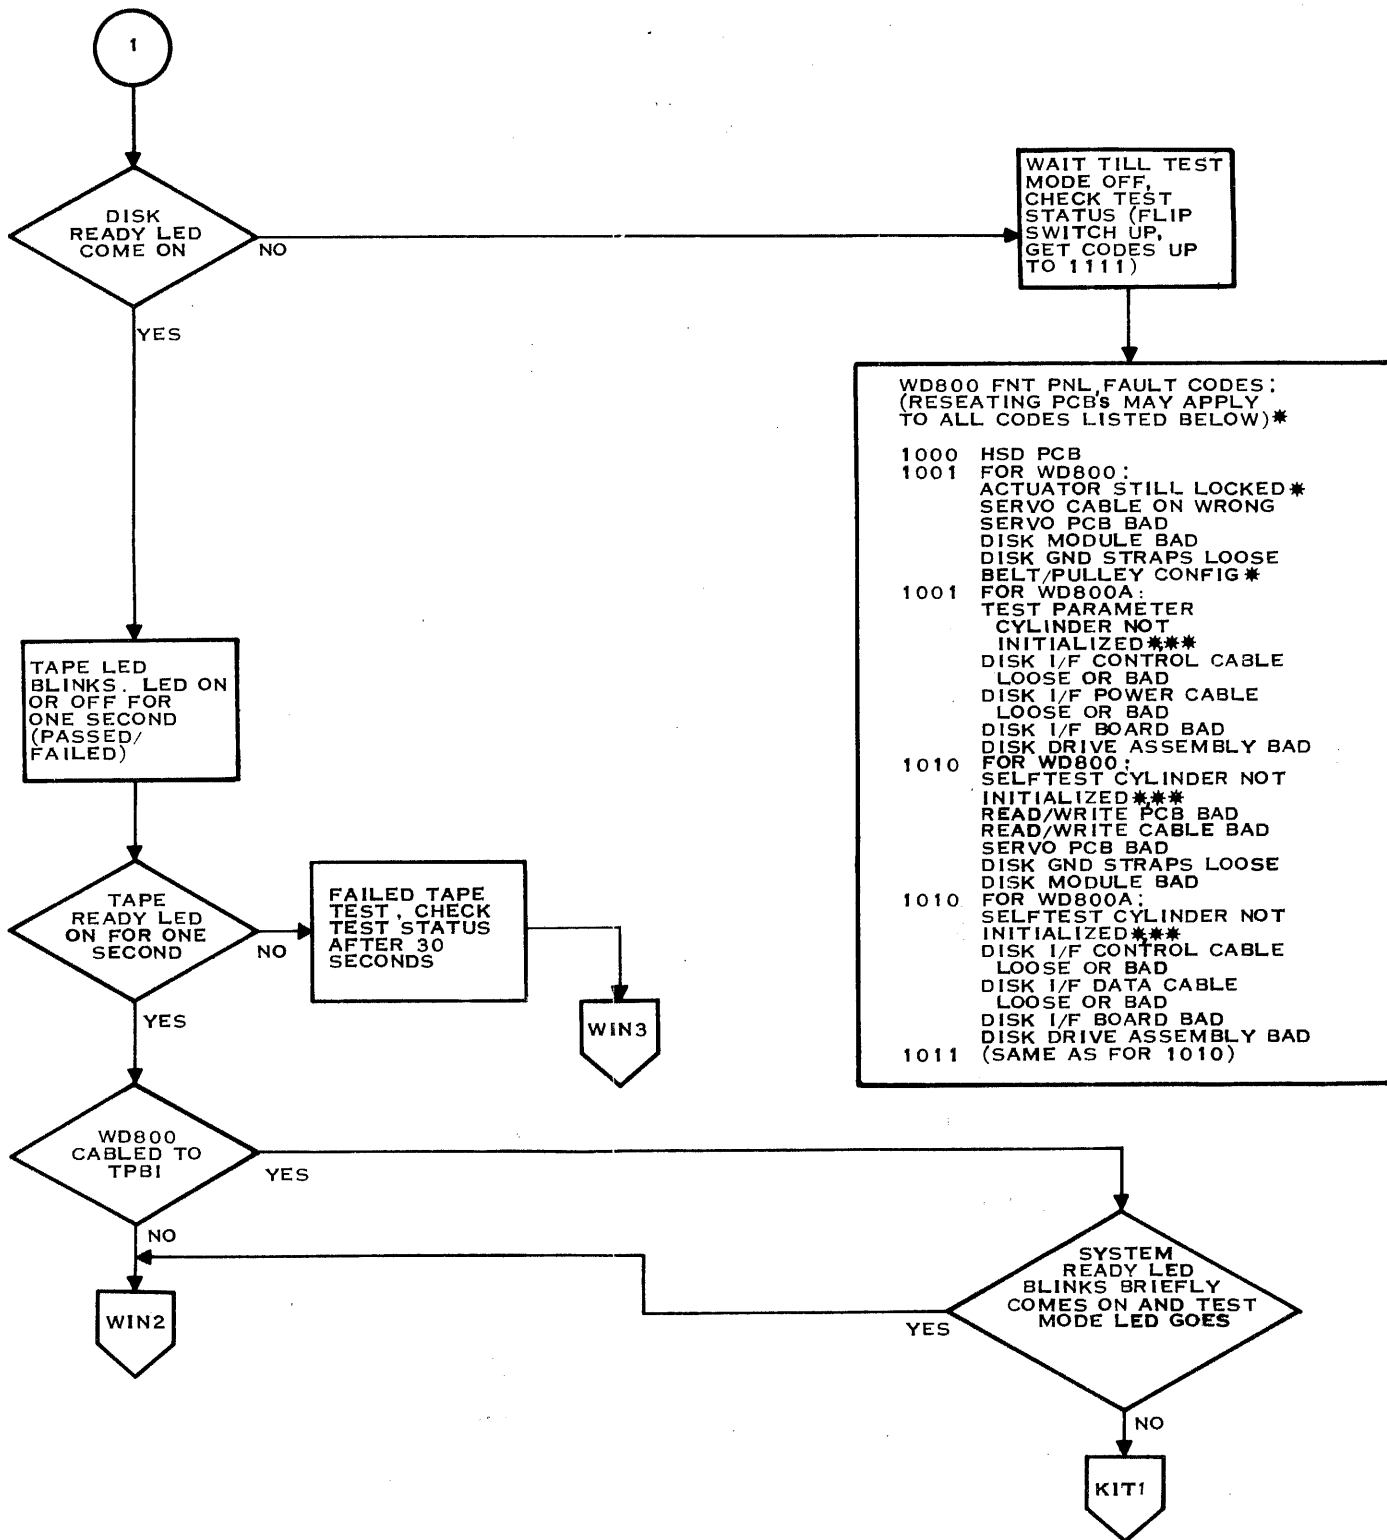 1
DISK
READY LED
COME ON
NO
YES
WAIT TILL TEST
MODE OFF,
CHECK TEST
STATUS (FLIP
SWITCH UP,
GET CODES UP
TO 1111)
WD800 FNT PNL,FAULT CODES:
(RESEATING PCBs MAY APPLY
TO ALL CODES LISTED BELOW)*
1000 HSD PCB
1001 FOR WD800:
ACTUATOR STILL LOCKED*
SERVO CABLE ON WRONG
SERVO PCB BAD
DISK MODULE BAD
DISK GND STRAPS LOOSE
BELT/PULLEY CONFIG*
1001 FOR WD800A:
TEST PARAMETER
CYLINDER NOT
INITIALIZED*,**
DISK I/F CONTROL CABLE
LOOSE OR BAD
DISK I/F POWER CABLE
LOOSE OR BAD
DISK I/F BOARD BAD
DISK DRIVE ASSEMBLY BAD
1010 FOR WD800:
SELFTEST CYLINDER NOT
INITIALIZED*,**
READ/WRITE PCB BAD
READ/WRITE CABLE BAD
SERVO PCB BAD
DISK GND STRAPS LOOSE
DISK MODULE BAD
1010 FOR WD800A:
SELFTEST CYLINDER NOT
INITIALIZED*,**
DISK I/F CONTROL CABLE
LOOSE OR BAD
DISK I/F DATA CABLE
LOOSE OR BAD
DISK I/F BOARD BAD
DISK DRIVE ASSEMBLY BAD
1011 (SAME AS FOR 1010)
TAPE LED
BLINKS. LED ON
OR OFF FOR
ONE SECOND
(PASSED/
FAILED)
TAPE
READY LED
ON FOR ONE
SECOND
NO
YES
FAILED TAPE
TEST, CHECK
TEST STATUS
AFTER 30
SECONDS
WIN3
WD800
CABLED TO
TPBI
YES
NO
WIN2
SYSTEM
READY LED
BLINKS BRIEFLY
COMES ON AND TEST
MODE LED GOES
YES
NO
KIT1